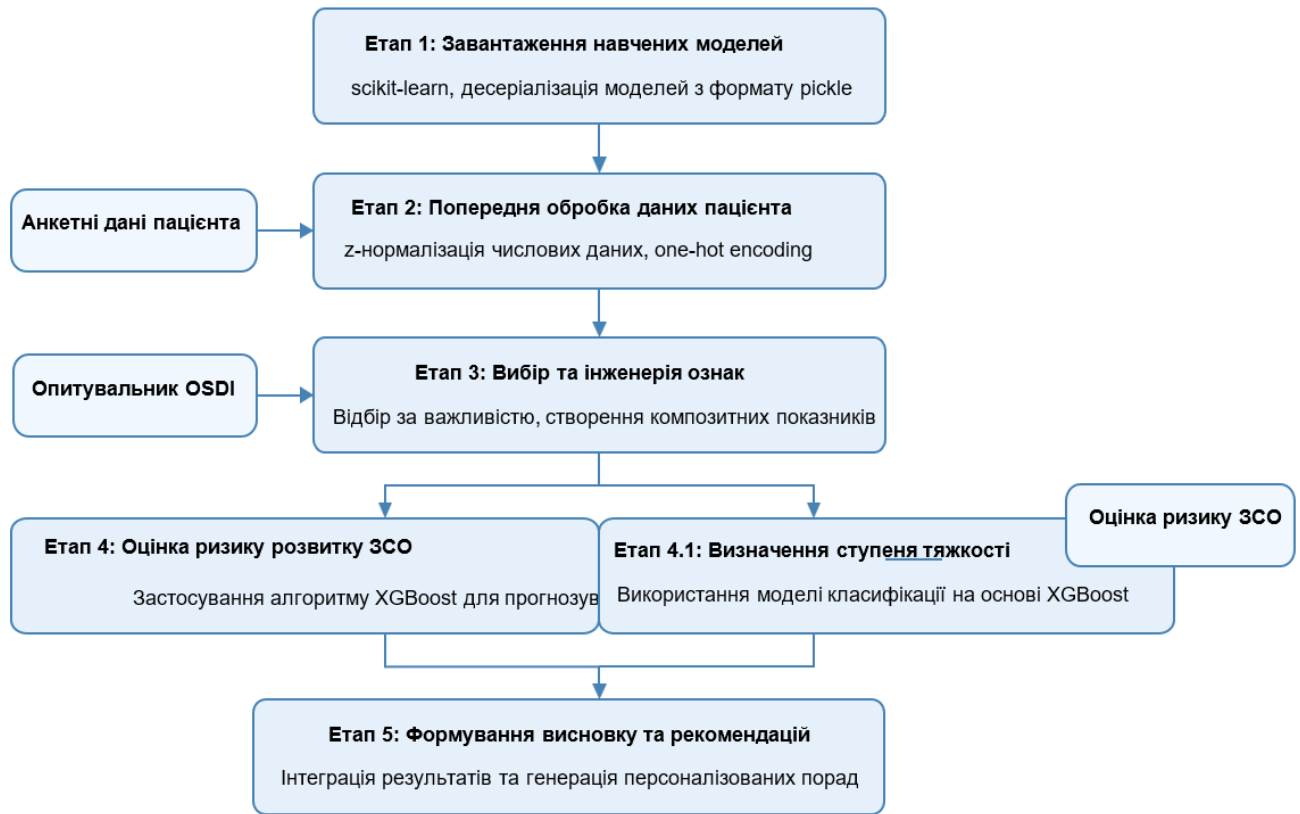 Етап 1: Завантаження навчених моделей
scikit-learn, десеріалізація моделей з формату pickle
Анкетні дані пацієнта
Етап 2: Попередня обробка даних пацієнта
z-нормалізація числових даних, one-hot encoding
Опитувальник OSDI
Етап 3: Вибір та інженерія ознак
Відбір за важливістю, створення композитних показників
Етап 4: Оцінка ризику розвитку ЗСО
Застосування алгоритму XGBoost для прогнозув
Етап 4.1: Визначення ступеня тяжкості
Використання моделі класифікації на основі XGBoost
Оцінка ризику ЗСО
Етап 5: Формування висновку та рекомендацій
Інтеграція результатів та генерація персоналізованих порад